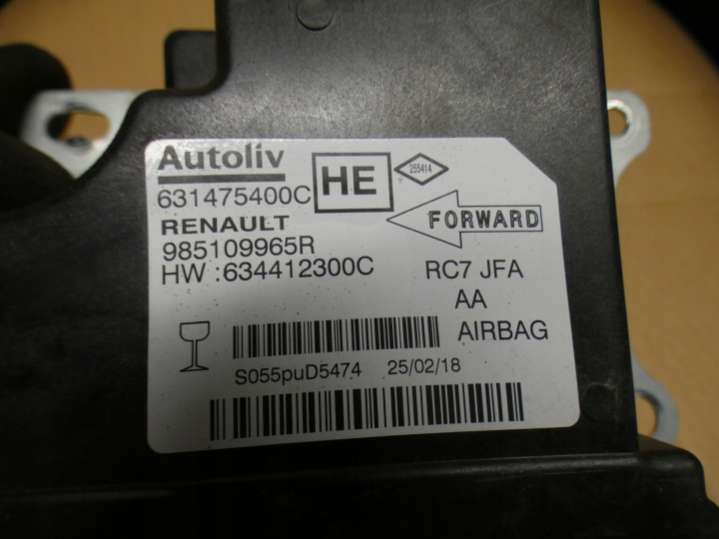 Autoliv
631475400C
HE
255414
RENAULT
985109965R
FORWARD
HW :634412300C
RC7 JFA
AA
AIRBAG
S055puD5474 25/02/18